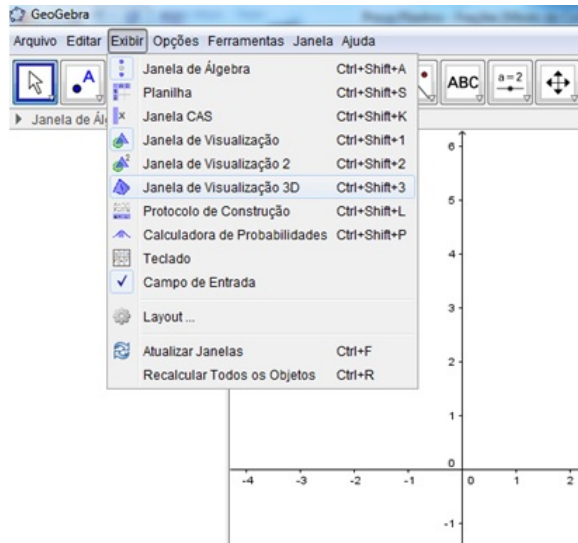 GeoGebra
Arquivo Editar Exibir Opções Ferramentas Janela Ajuda
A
ABC
a=2
Janela de Ál
Janela de Álgebra Ctrl+Shift+A
Planilha Ctrl+Shift+S
Janela CAS Ctrl+Shift+K
Janela de Visualização Ctrl+Shift+1
Janela de Visualização 2 Ctrl+Shift+2
Janela de Visualização 3D Ctrl+Shift+3
Protocolo de Construção Ctrl+Shift+L
Calculadora de Probabilidades Ctrl+Shift+P
Teclado
Campo de Entrada
Layout ...
Atualizar Janelas Ctrl+F
Recalcular Todos os Objetos Ctrl+R
6
5
4
3
2
1
0
-4 -3 -2 -1 0 1 2
-1